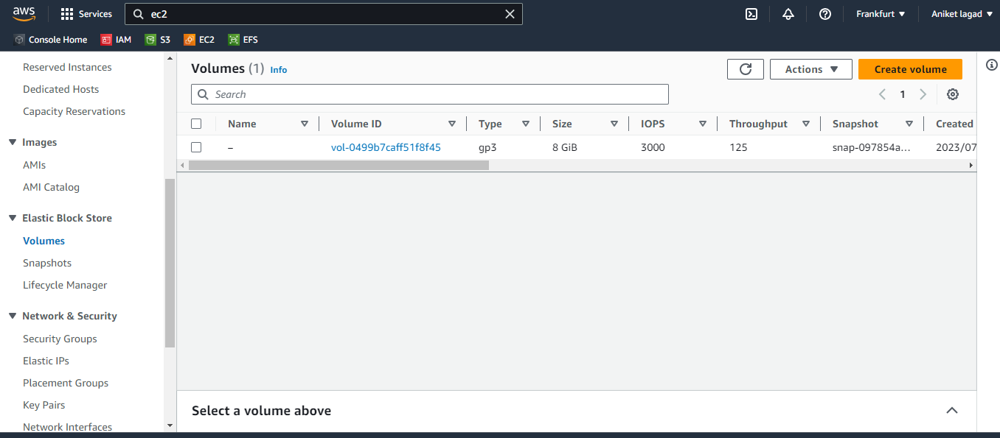 aws Services ec2 Frankfurt Aniket lagad
Console Home IAM S3 EC2 EFS
Reserved Instances
Dedicated Hosts
Capacity Reservations
Images
AMIs
AMI Catalog
Elastic Block Store
Volumes
Snapshots
Lifecycle Manager
Network & Security
Security Groups
Elastic IPs
Placement Groups
Key Pairs
Network Interfaces
Volumes (1) Info Actions Create volume
Search 1
Name Volume ID Type Size IOPS Throughput Snapshot Created
– vol-0499b7caff51f8f45 gp3 8 GiB 3000 125 snap-097854a... 2023/07
Select a volume above